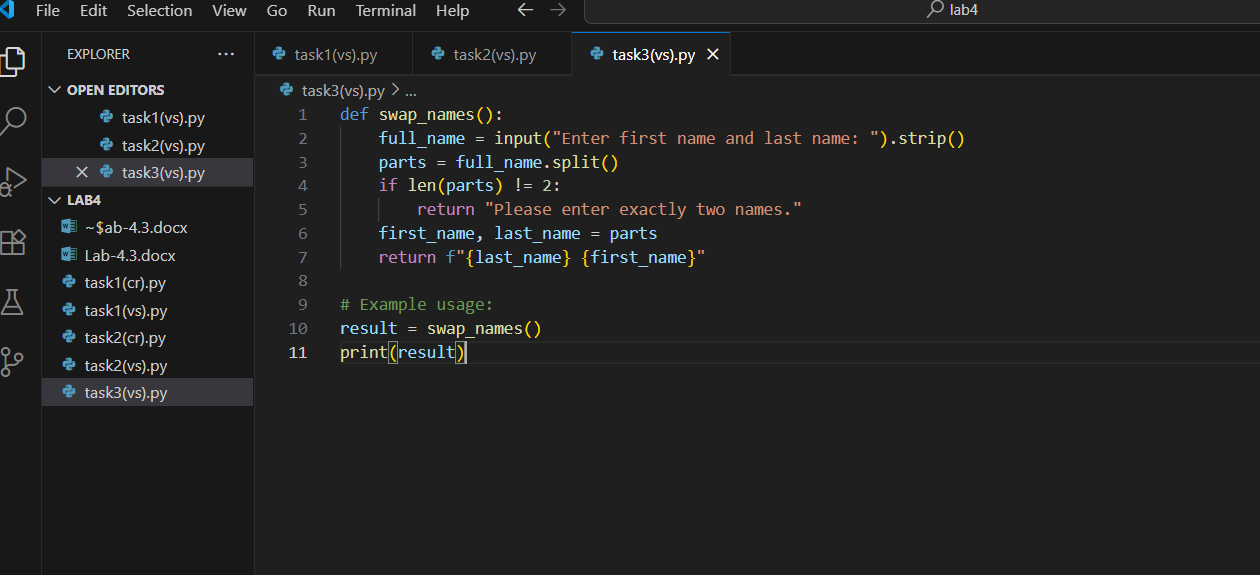 File Edit Selection View Go Run Terminal Help lab4
EXPLORER ...
task1(vs).py task2(vs).py task3(vs).py
OPEN EDITORS
task1(vs).py
task2(vs).py
task3(vs).py
LAB4
~$ab-4.3.docx
Lab-4.3.docx
task1(cr).py
task1(vs).py
task2(cr).py
task2(vs).py
task3(vs).py
task3(vs).py > ...
1 def swap_names():
2     full_name = input("Enter first name and last name: ").strip()
3     parts = full_name.split()
4     if len(parts) != 2:
5         return "Please enter exactly two names."
6     first_name, last_name = parts
7     return f"{last_name} {first_name}"
8
9 # Example usage:
10 result = swap_names()
11 print(result)